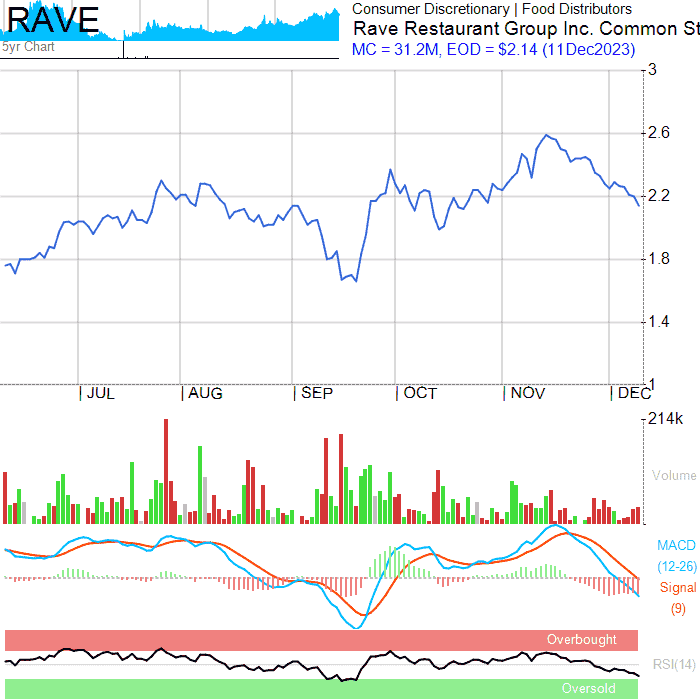 RAVE
5yr Chart
Consumer Discretionary | Food Distributors
Rave Restaurant Group Inc. Common St
MC = 31.2M, EOD = $2.14 (11Dec2023)
3
2.6
2.2
1.8
1.4
1
| JUL | AUG | SEP | OCT | NOV | DEC
214k
Volume
MACD
(12-26)
Signal
(9)
Overbought
RSI(14)
Oversold